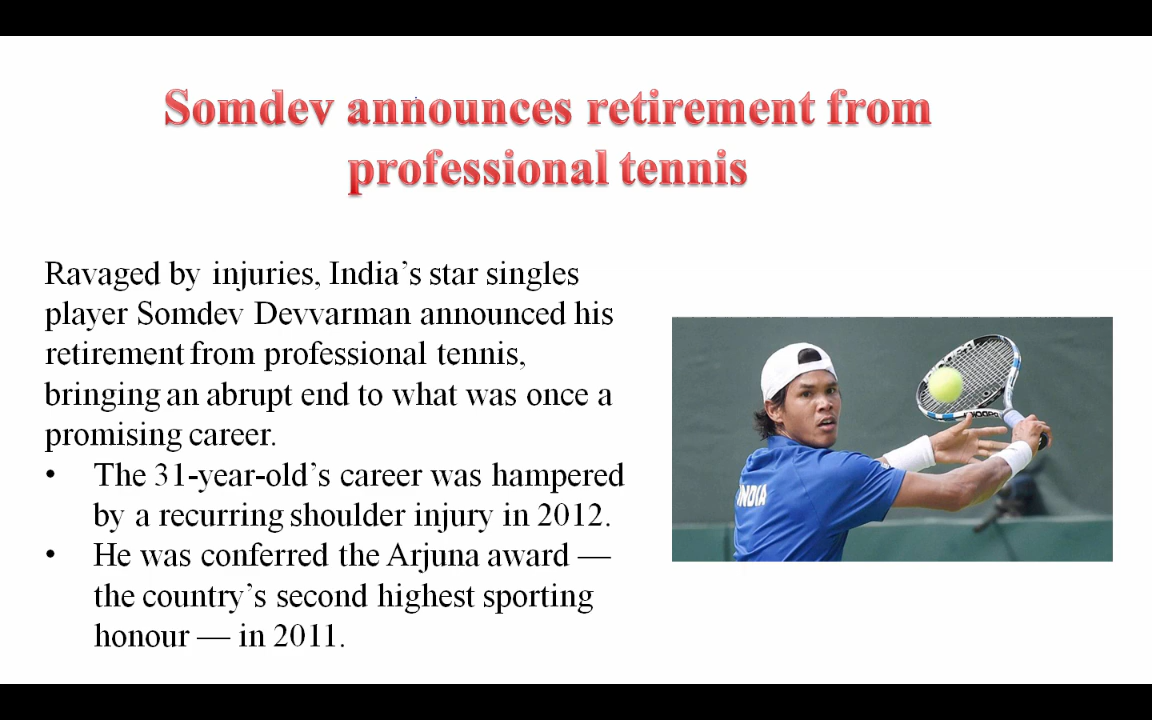 Somdev announces retirement from
professional tennis
Ravaged by injuries, India's star singles
player Somdev Devvarman announced his
retirement from professional tennis,
bringing an abrupt end to what was once a
promising career.
• The 31-year-old's career was hampered
by a recurring shoulder injury in 2012.
• He was conferred the Arjuna award —
the country's second highest sporting
honour — in 2011.
INDIA